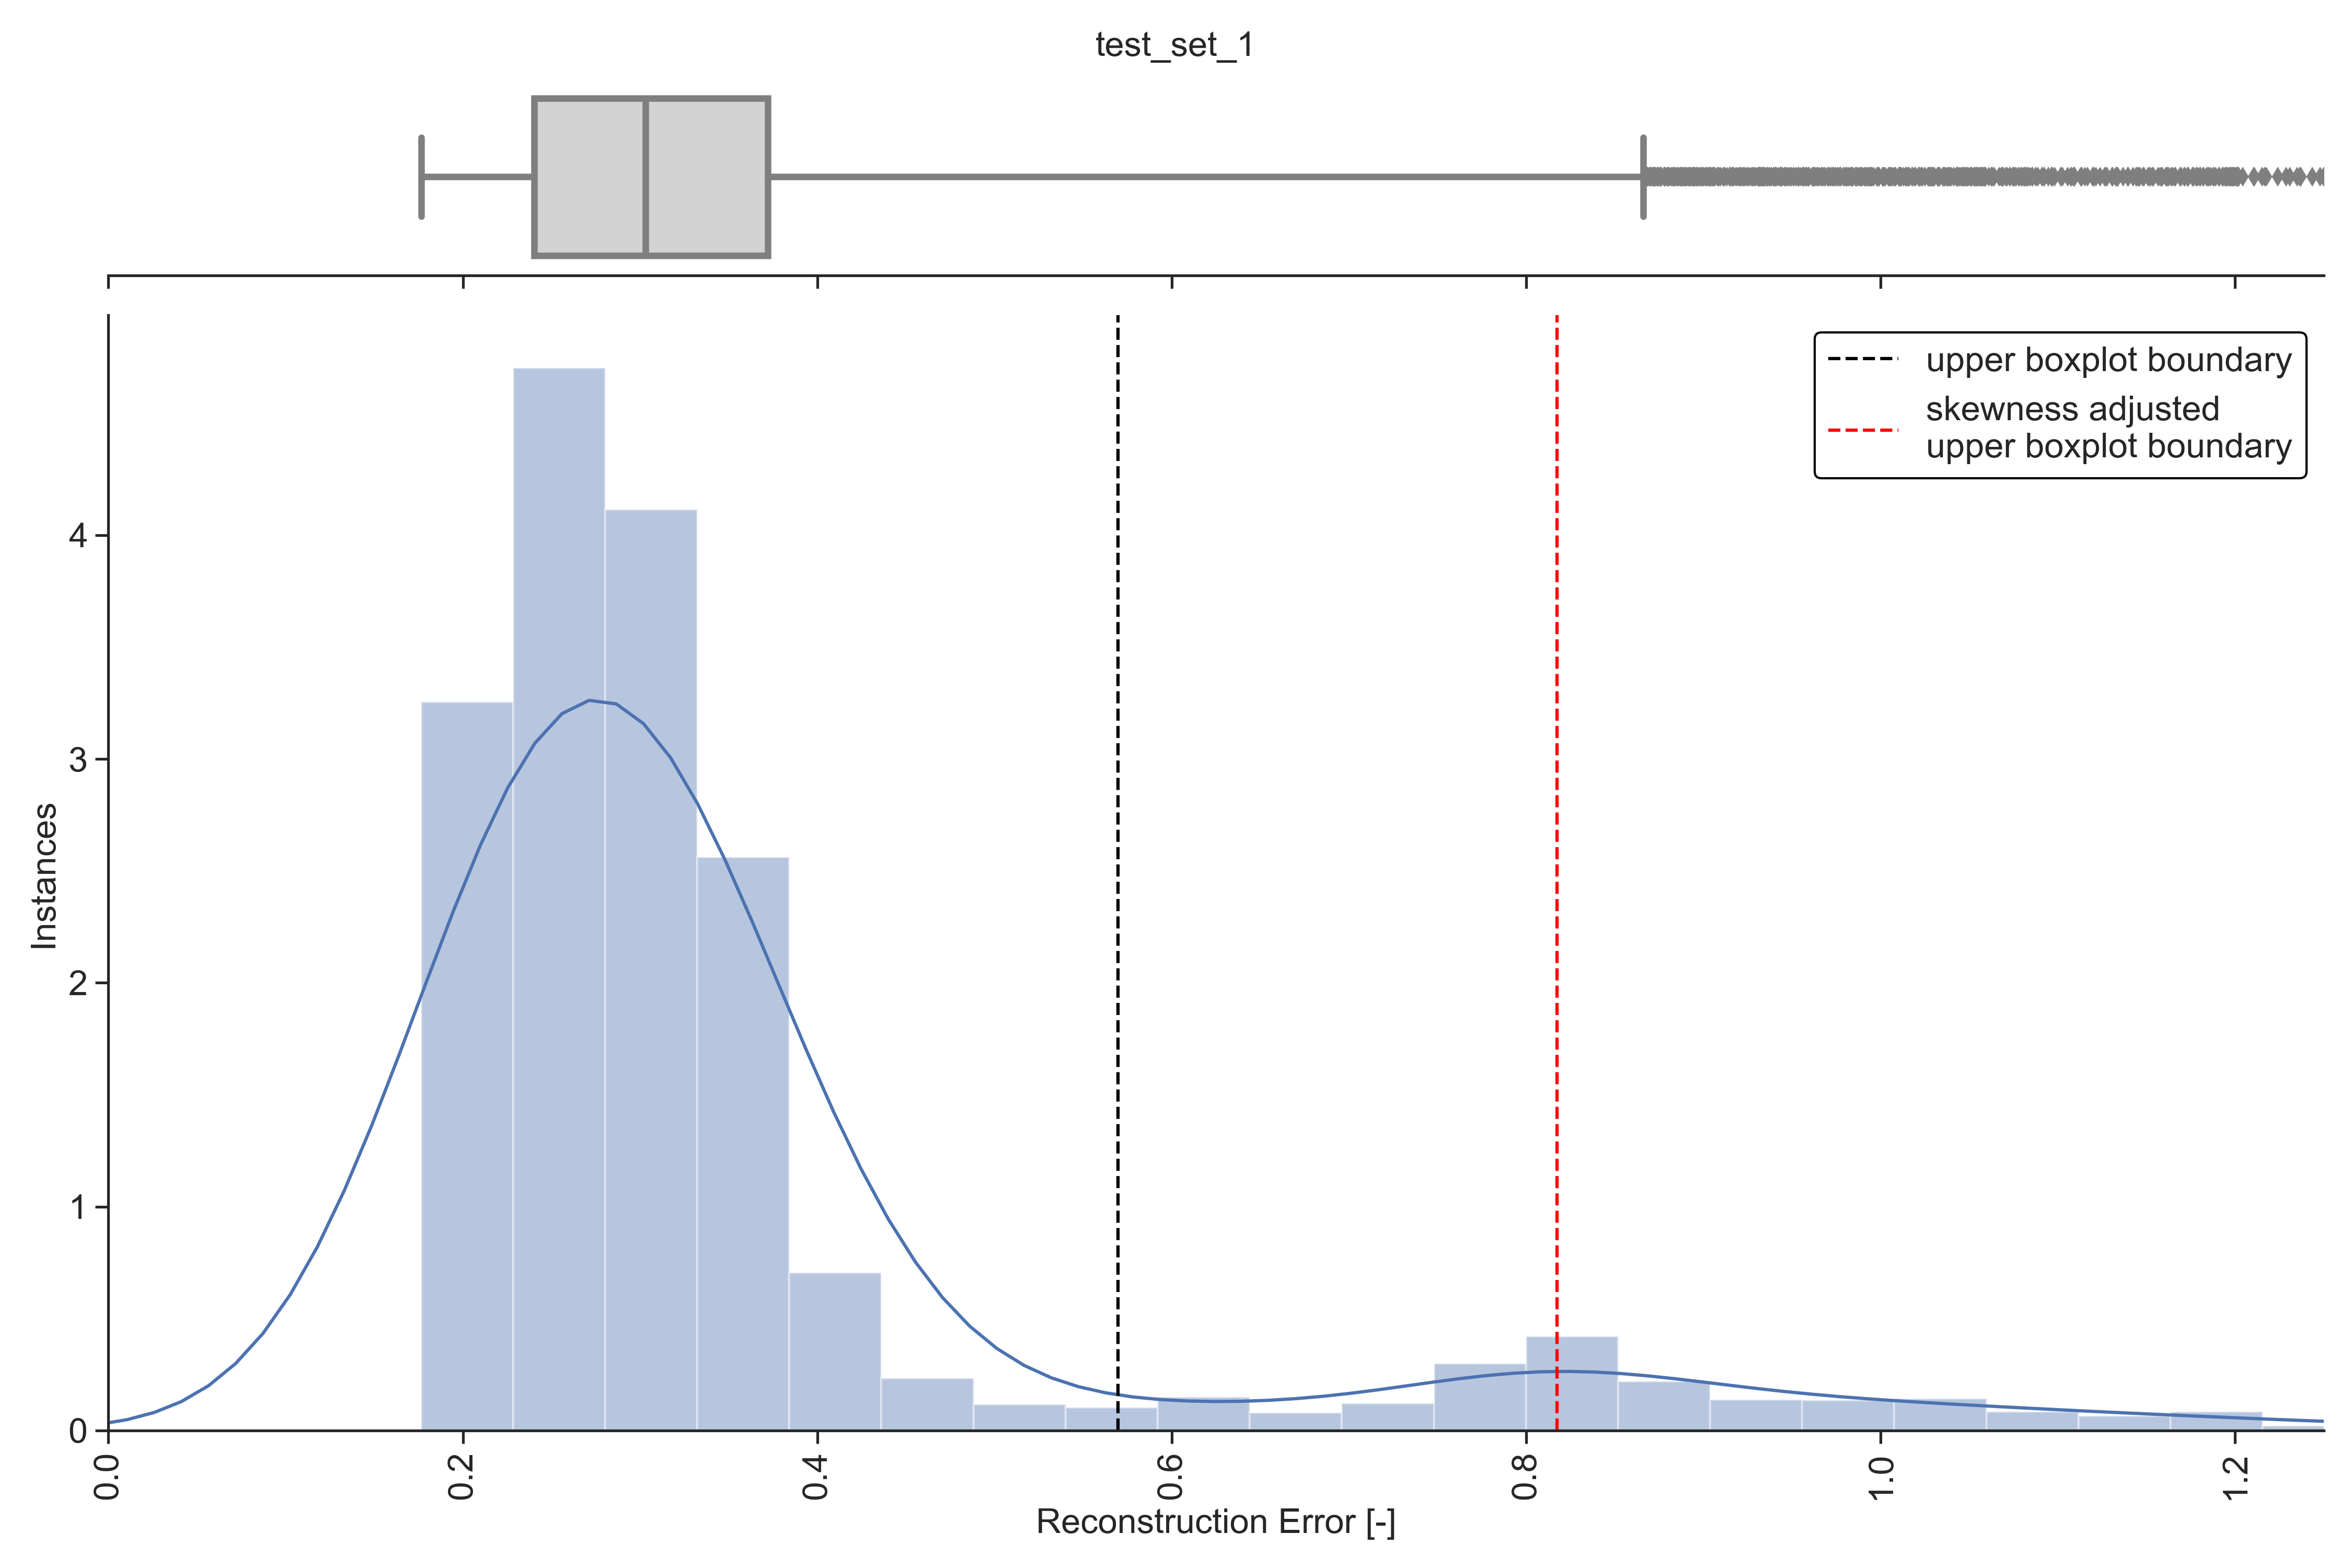 test_set_1
upper boxplot boundary
skewness adjusted
upper boxplot boundary
4
3
2
1
0
Instances
0.0
0.2
0.4
0.6
0.8
1.0
1.2
Reconstruction Error [-]